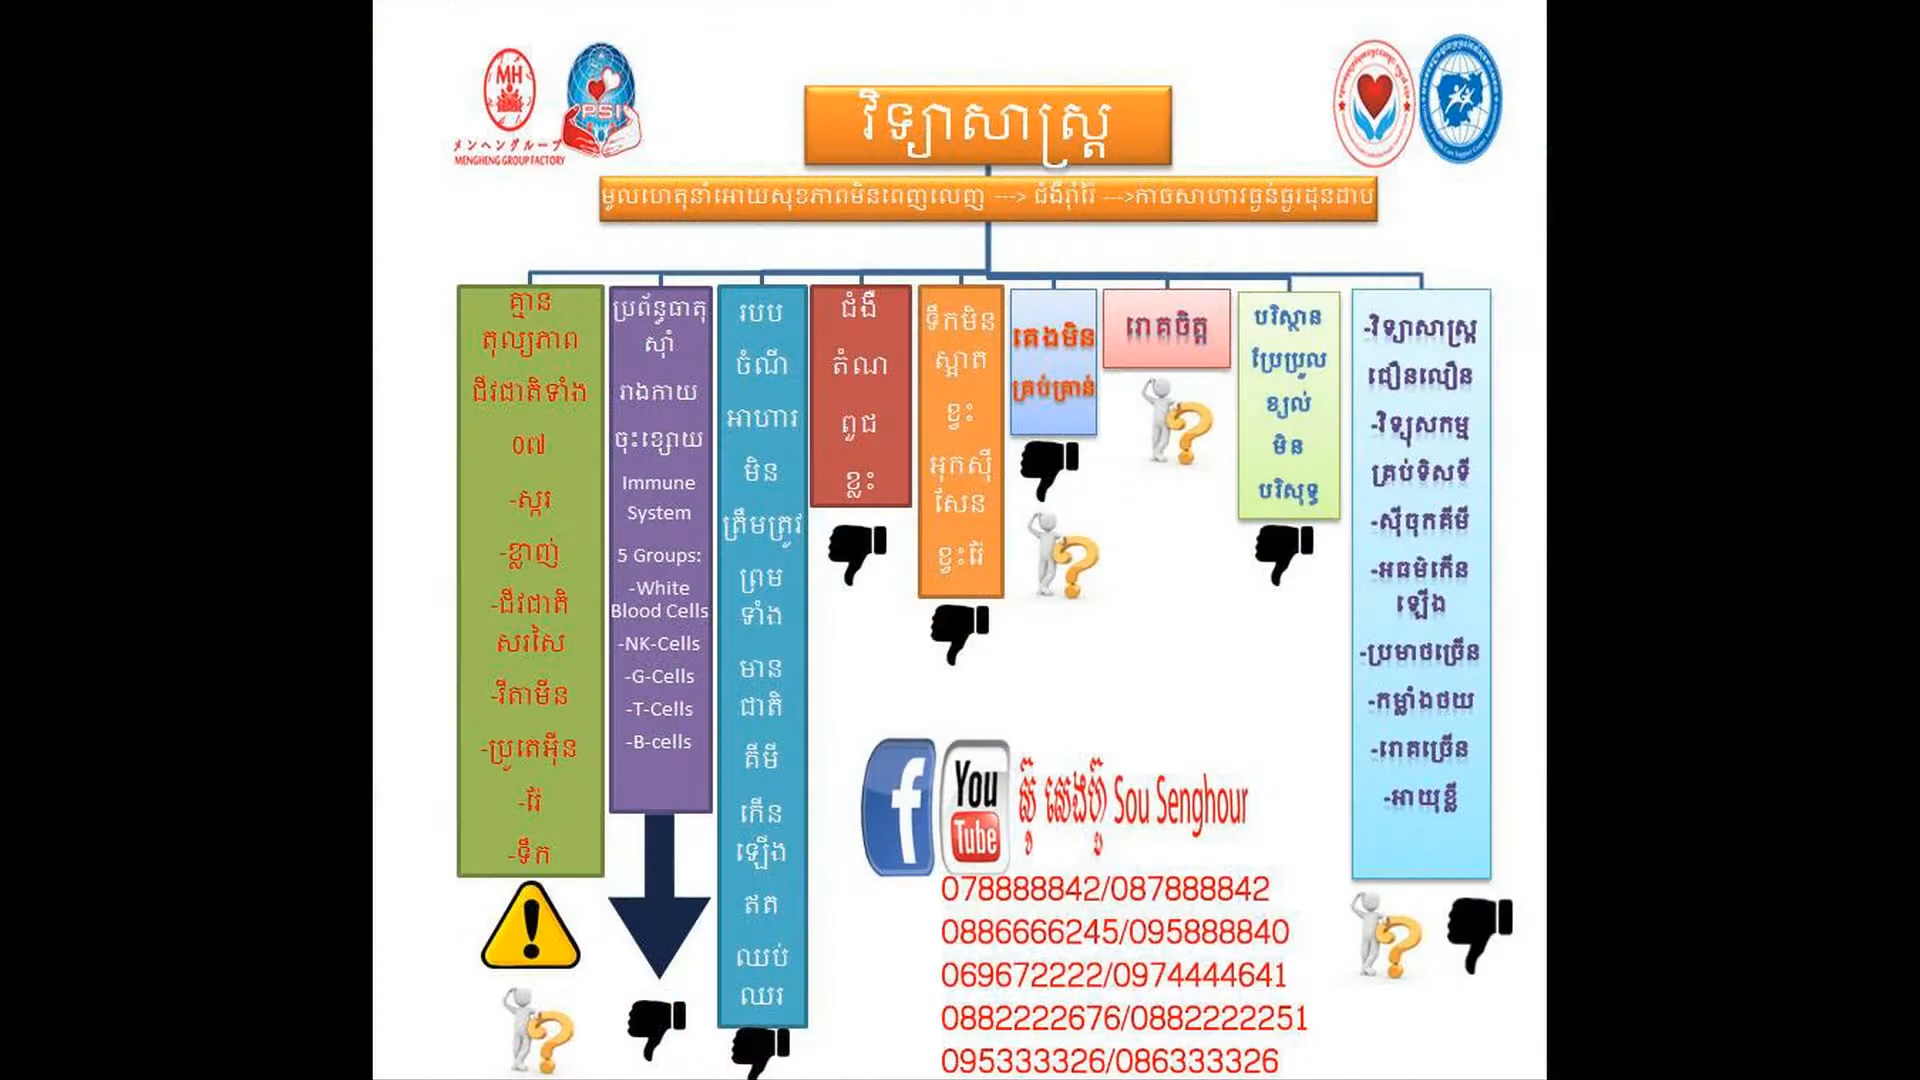 MH
メンヘングループ
MENGHENG GROUP FACTORY
PSI
វិទ្យាសាស្ត្រ
មូលហេតុនាំអោយសុខភាពមិនពេញលេញ ---> ជំងឺរ៉ាំរ៉ៃ --->កាចសាហាវធ្ងន់ធ្ងរដុនដាប
គ្មាន
តុល្យភាព
ជីវជាតិទាំង
០៧
-ស្ករ
-ខ្លាញ់
-ជីវជាតិ
សរសៃ
-វីតាមីន
-ប្រូតេអ៊ីន
-រ៉ែ
-ទឹក
ប្រព័ន្ធធាតុ
ស៊ាំ
រាងកាយ
ចុះខ្សោយ
Immune
System
5 Groups:
-White
Blood Cells
-NK-Cells
-G-Cells
-T-Cells
-B-cells
របប
ចំណី
អាហារ
មិន
ត្រឹមត្រូវ
ព្រម
ទាំង
មាន
ជាតិ
គីមី
កើន
ឡើង
ឥត
ឈប់
ឈរ
ជំងឺ
តំណ
ពូជ
ខ្លះ
ទឹកមិន
ស្អាត
ខ្វះ
អុកស៊ី
សែន
ខ្វះរ៉ែ
គេងមិន
គ្រប់គ្រាន់
រោគចិត្ត
បរិស្ថាន
ប្រែប្រួល
ខ្យល់
មិន
បរិសុទ្ធ
-វិទ្យាសាស្ត្រ
ជឿនលឿន
-វិទ្យុសកម្ម
គ្រប់ទិសទី
-ស៊ីចុកគីមី
-អធម៌កើន
ឡើង
-ប្រមាថច្រើន
-កម្លាំងថយ
-រោគច្រើន
-អាយុខ្លី
f
You
Tube
ស៊ូ សេងហ៊ួ Sou Senghour
078888842/087888842
0886666245/095888840
069672222/0974444641
0882222676/0882222251
095333326/086333326